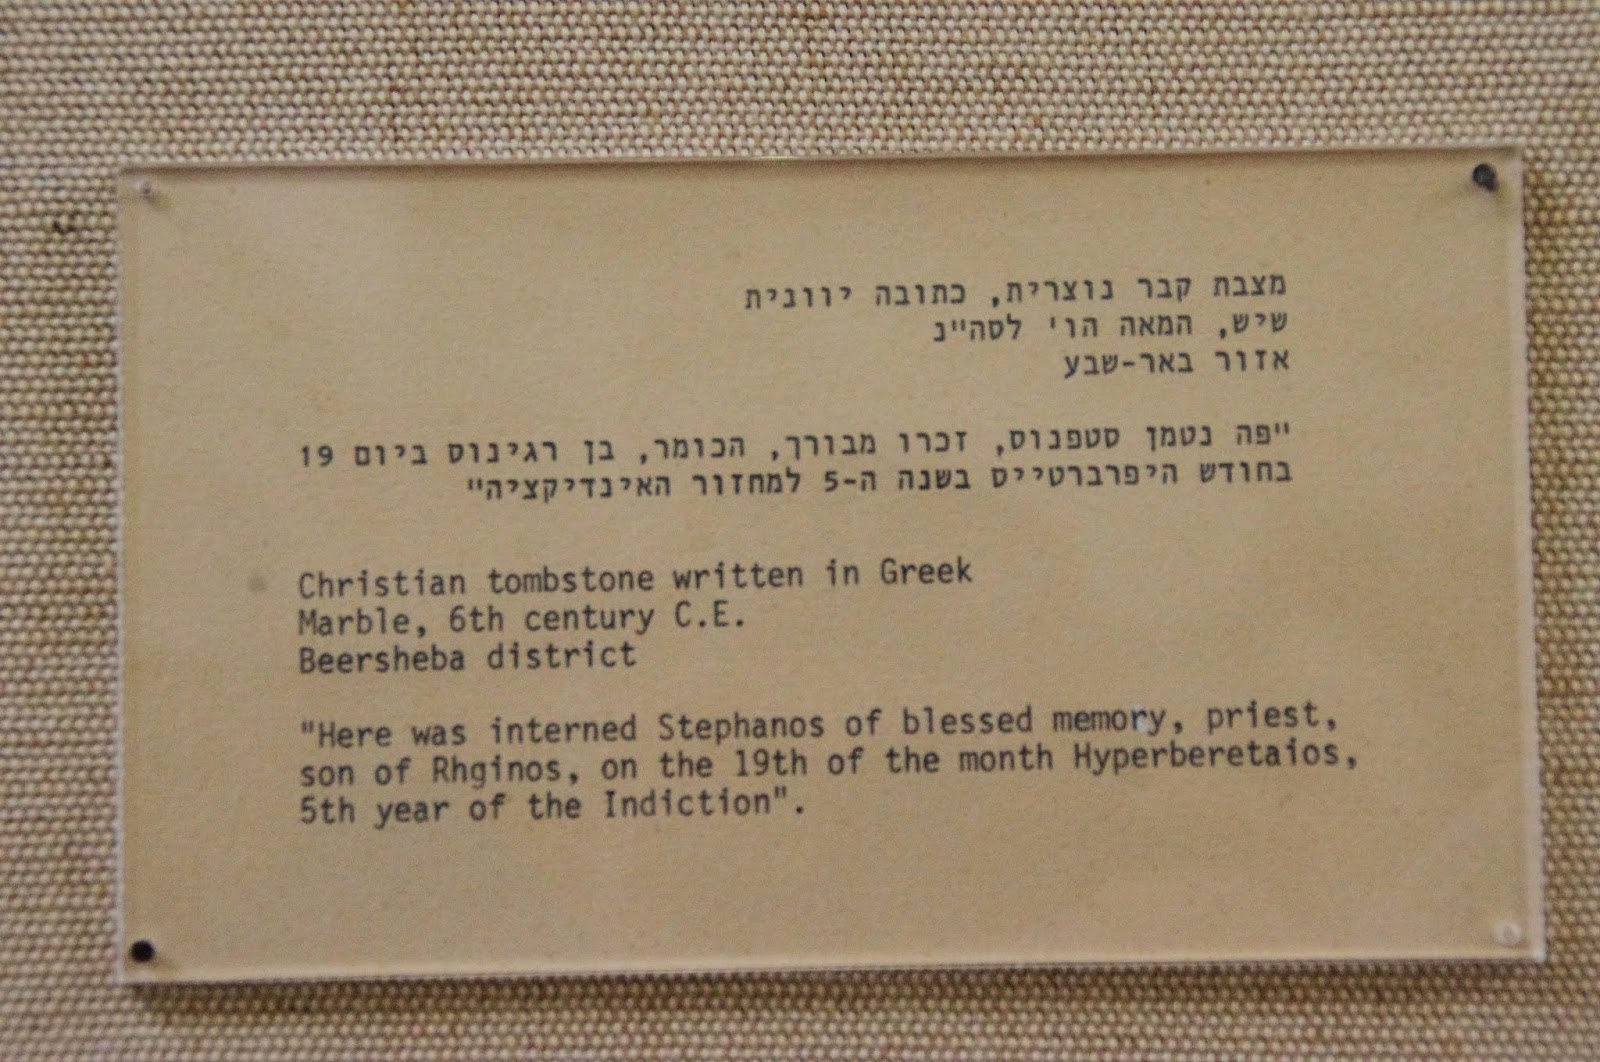 מצבת קבר נוצרית, כתובה יוונית
שיש, המאה הו' לסה"נ
אזור באר-שבע
"פה נטמן סטפנוס, זכרו מבורך, הכומר, בן רגינוס ביום 19
בחודש היפרברטייס בשנה ה-5 למחזור האינדיקציה"
Christian tombstone written in Greek
Marble, 6th century C.E.
Beersheba district
"Here was interned Stephanos of blessed memory, priest,
son of Rhginos, on the 19th of the month Hyperberetaios,
5th year of the Indiction".